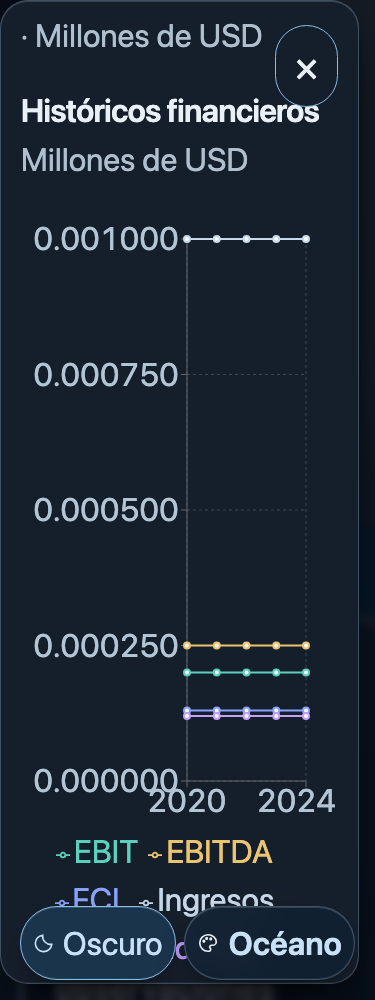 · Millones de USD
×
Históricos financieros
Millones de USD
0.001000
0.000750
0.000500
0.000250
0.000000
2020 2024
EBIT EBITDA
FCL Ingresos
Oscuro Océano